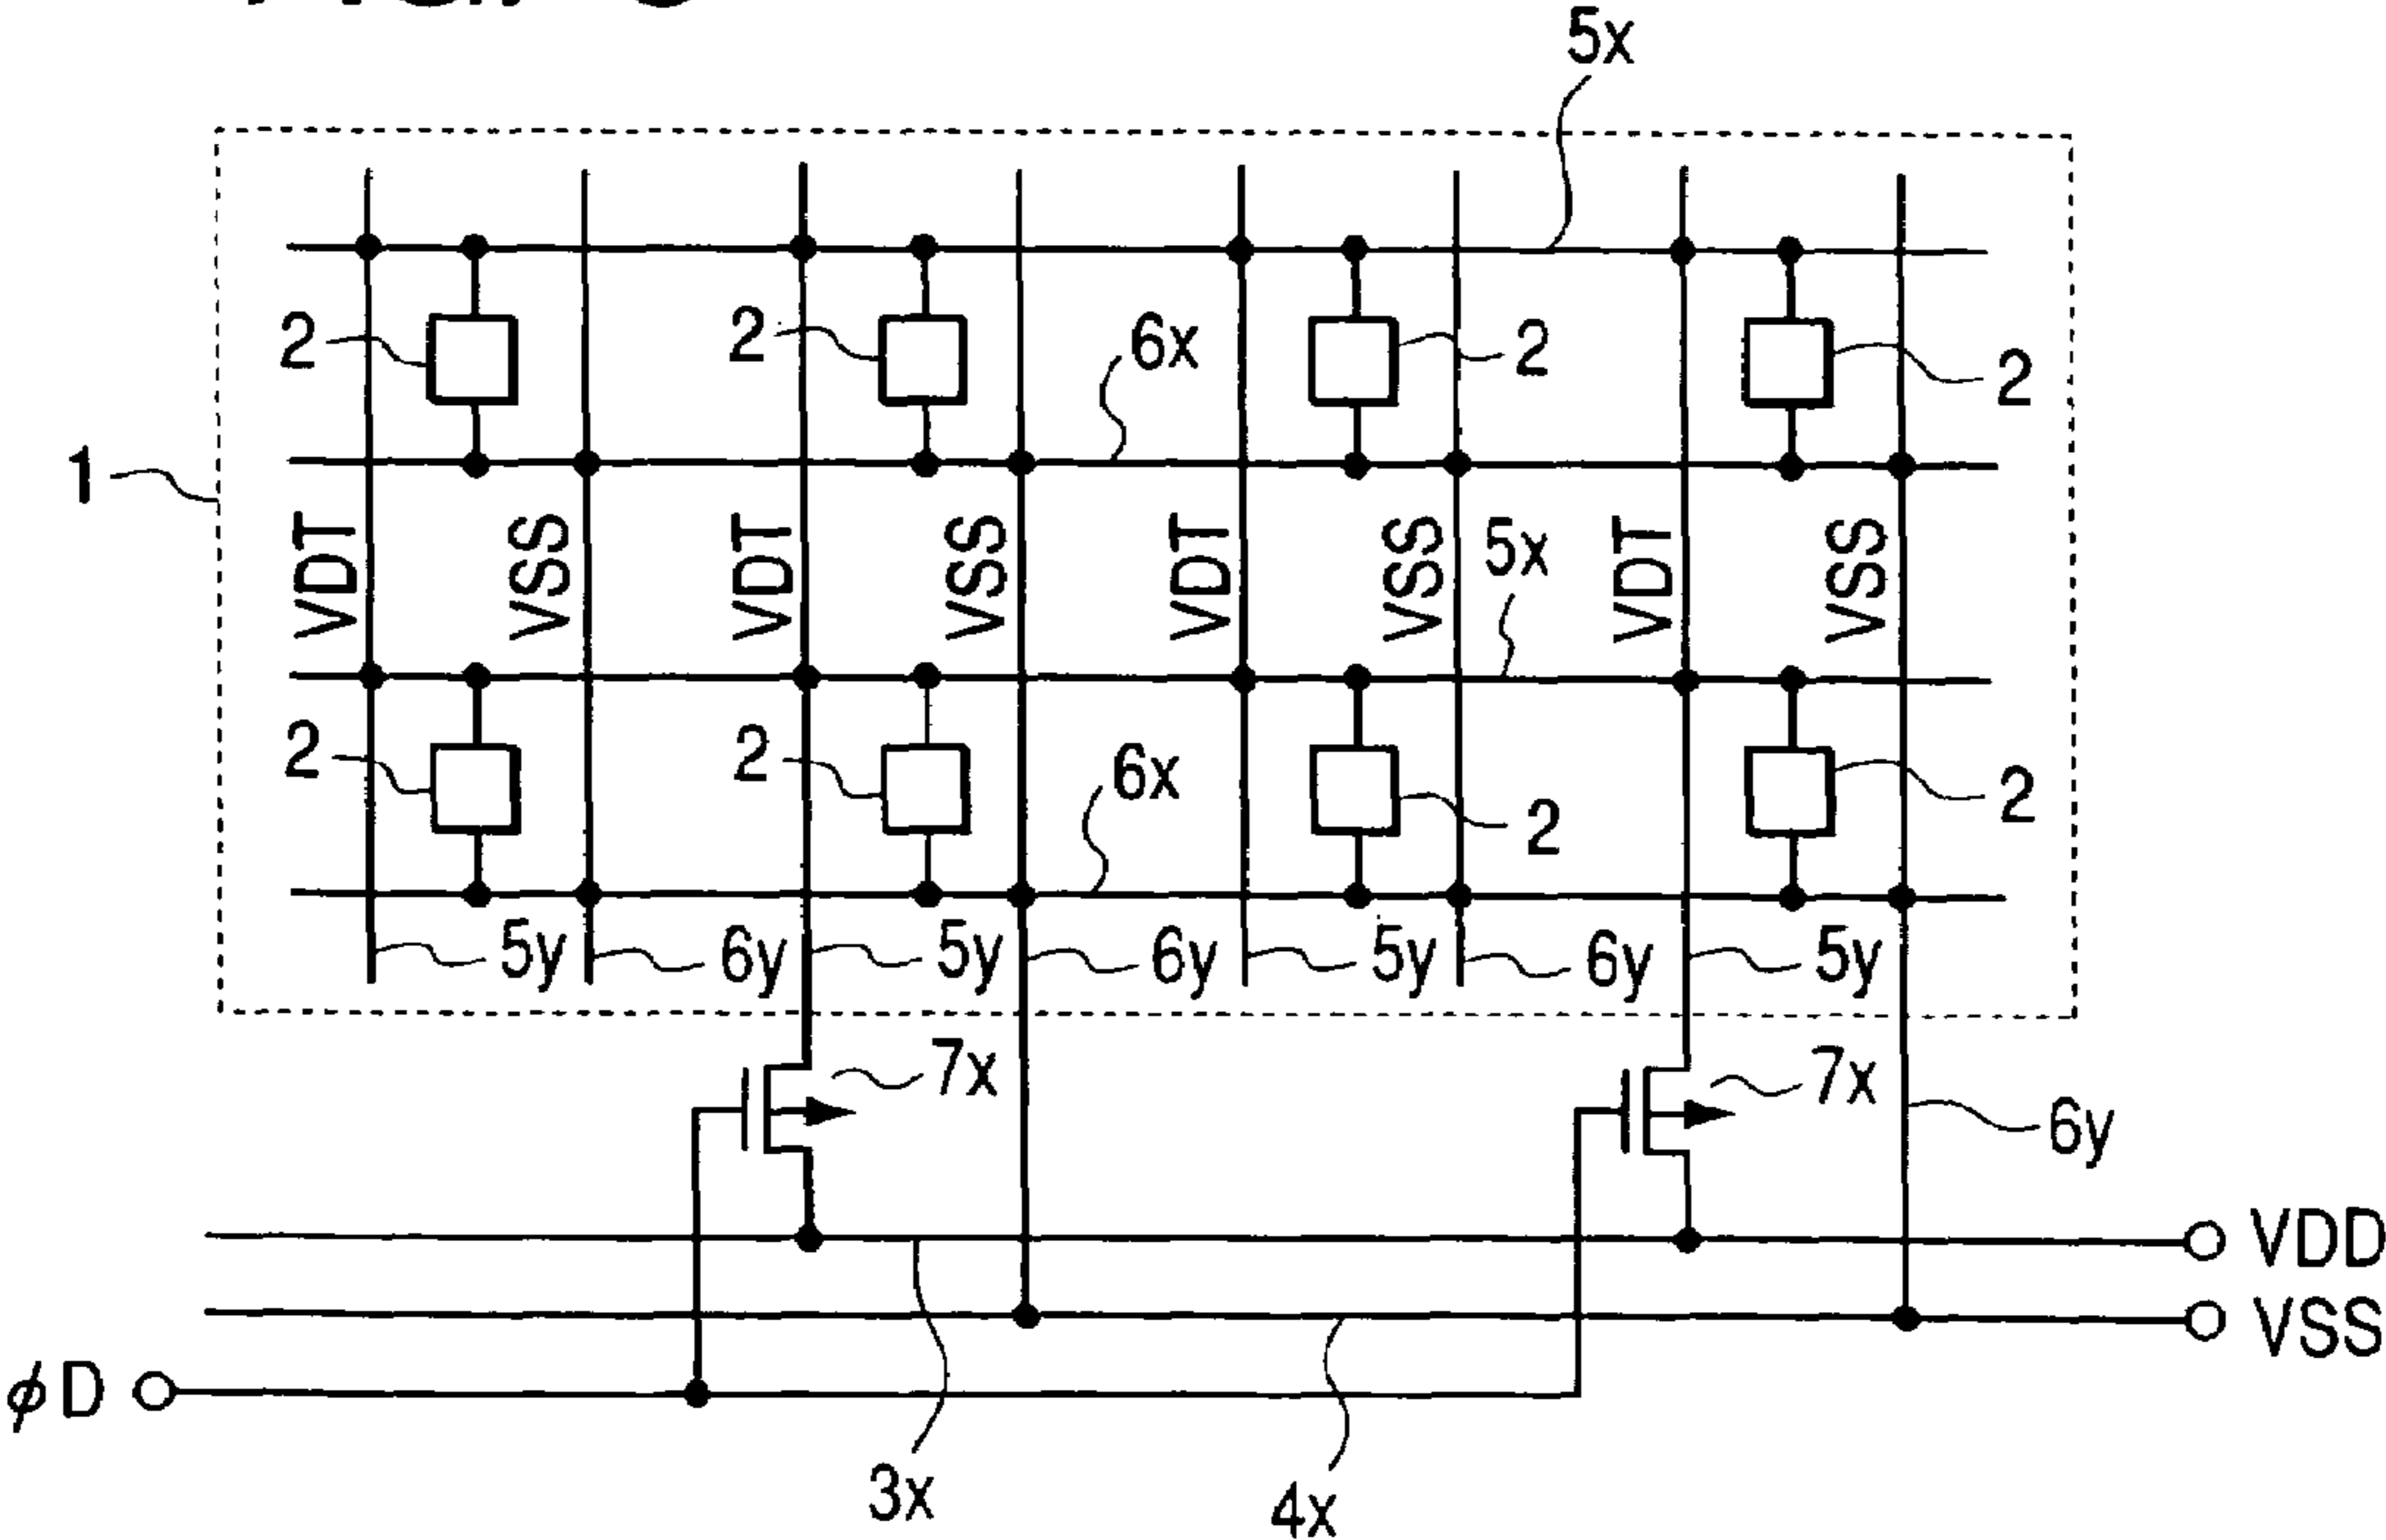 5x
2 2 6x 2 2
1
VDT VSS VDT VSS VDT VSS VDT VSS
5x
2 2 6x 2 2
5y 6y 5y 6y 5y 6y 5y
7x 7x
6y
VDD
VSS
φD
3x 4x